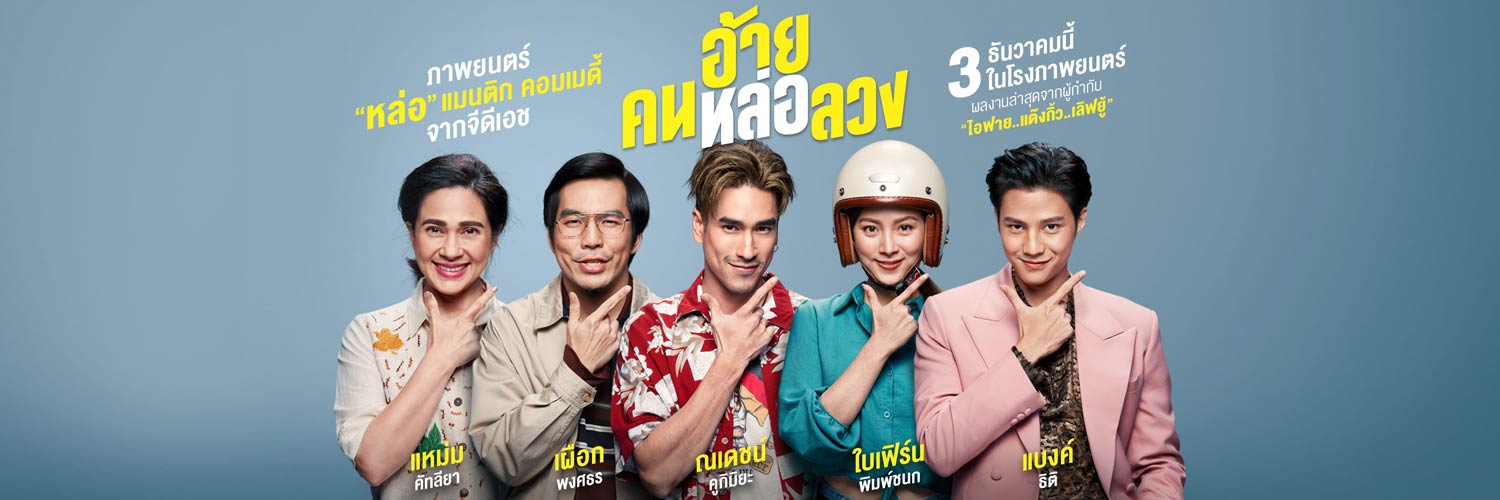 ภาพยนตร์
“หล่อ” แมนติก คอมเมดี้
จากจีดีเอช
อ้าย
คนหล่อลวง
3 ธันวาคมนี้
ในโรงภาพยนตร์
ผลงานล่าสุดจากผู้กำกับ
“ไอฟาย..แต๊งกิ้ว..เลิฟยู้”
แหม่ม
คัทลียา
เผือก
พงศธร
ณเดชน์
คูกิมิยะ
ใบเฟิร์น
พิมพ์ชนก
แบงค์
ธิติ